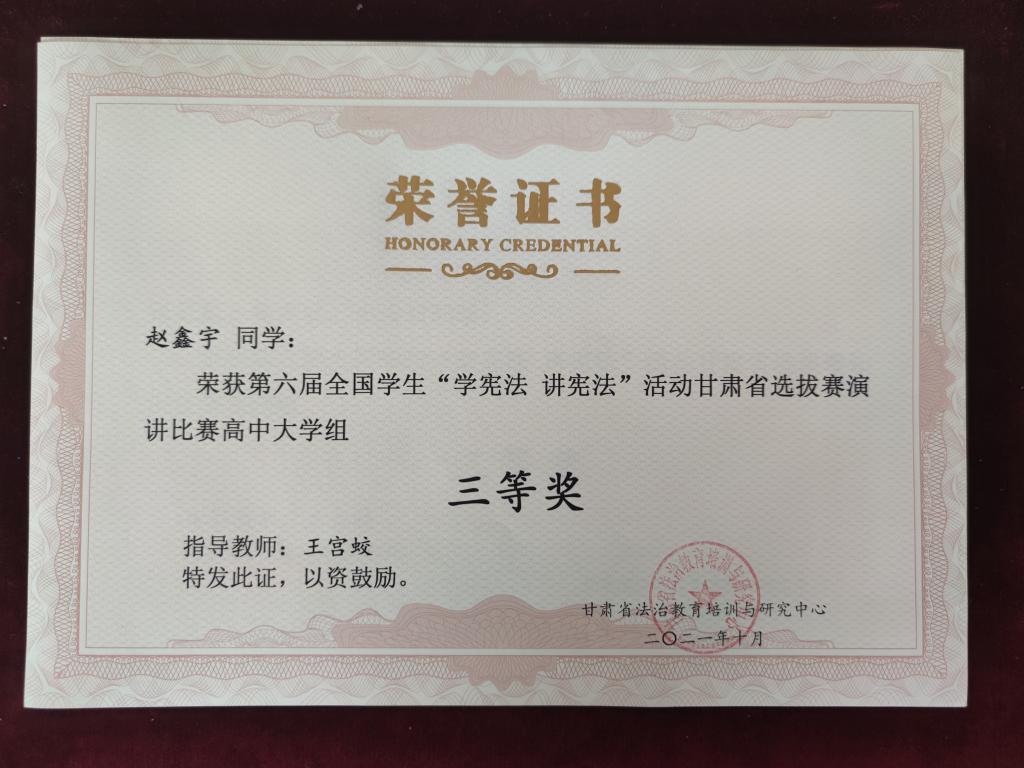 荣誉证书
HONORARY CREDENTIAL
赵鑫宇 同学：
荣获第六届全国学生“学宪法 讲宪法”活动甘肃省选拔赛演
讲比赛高中大学组
三等奖
指导教师：王宫蛟
特发此证，以资鼓励。
甘肃省法治教育培训与研究中心
二〇二一年十月